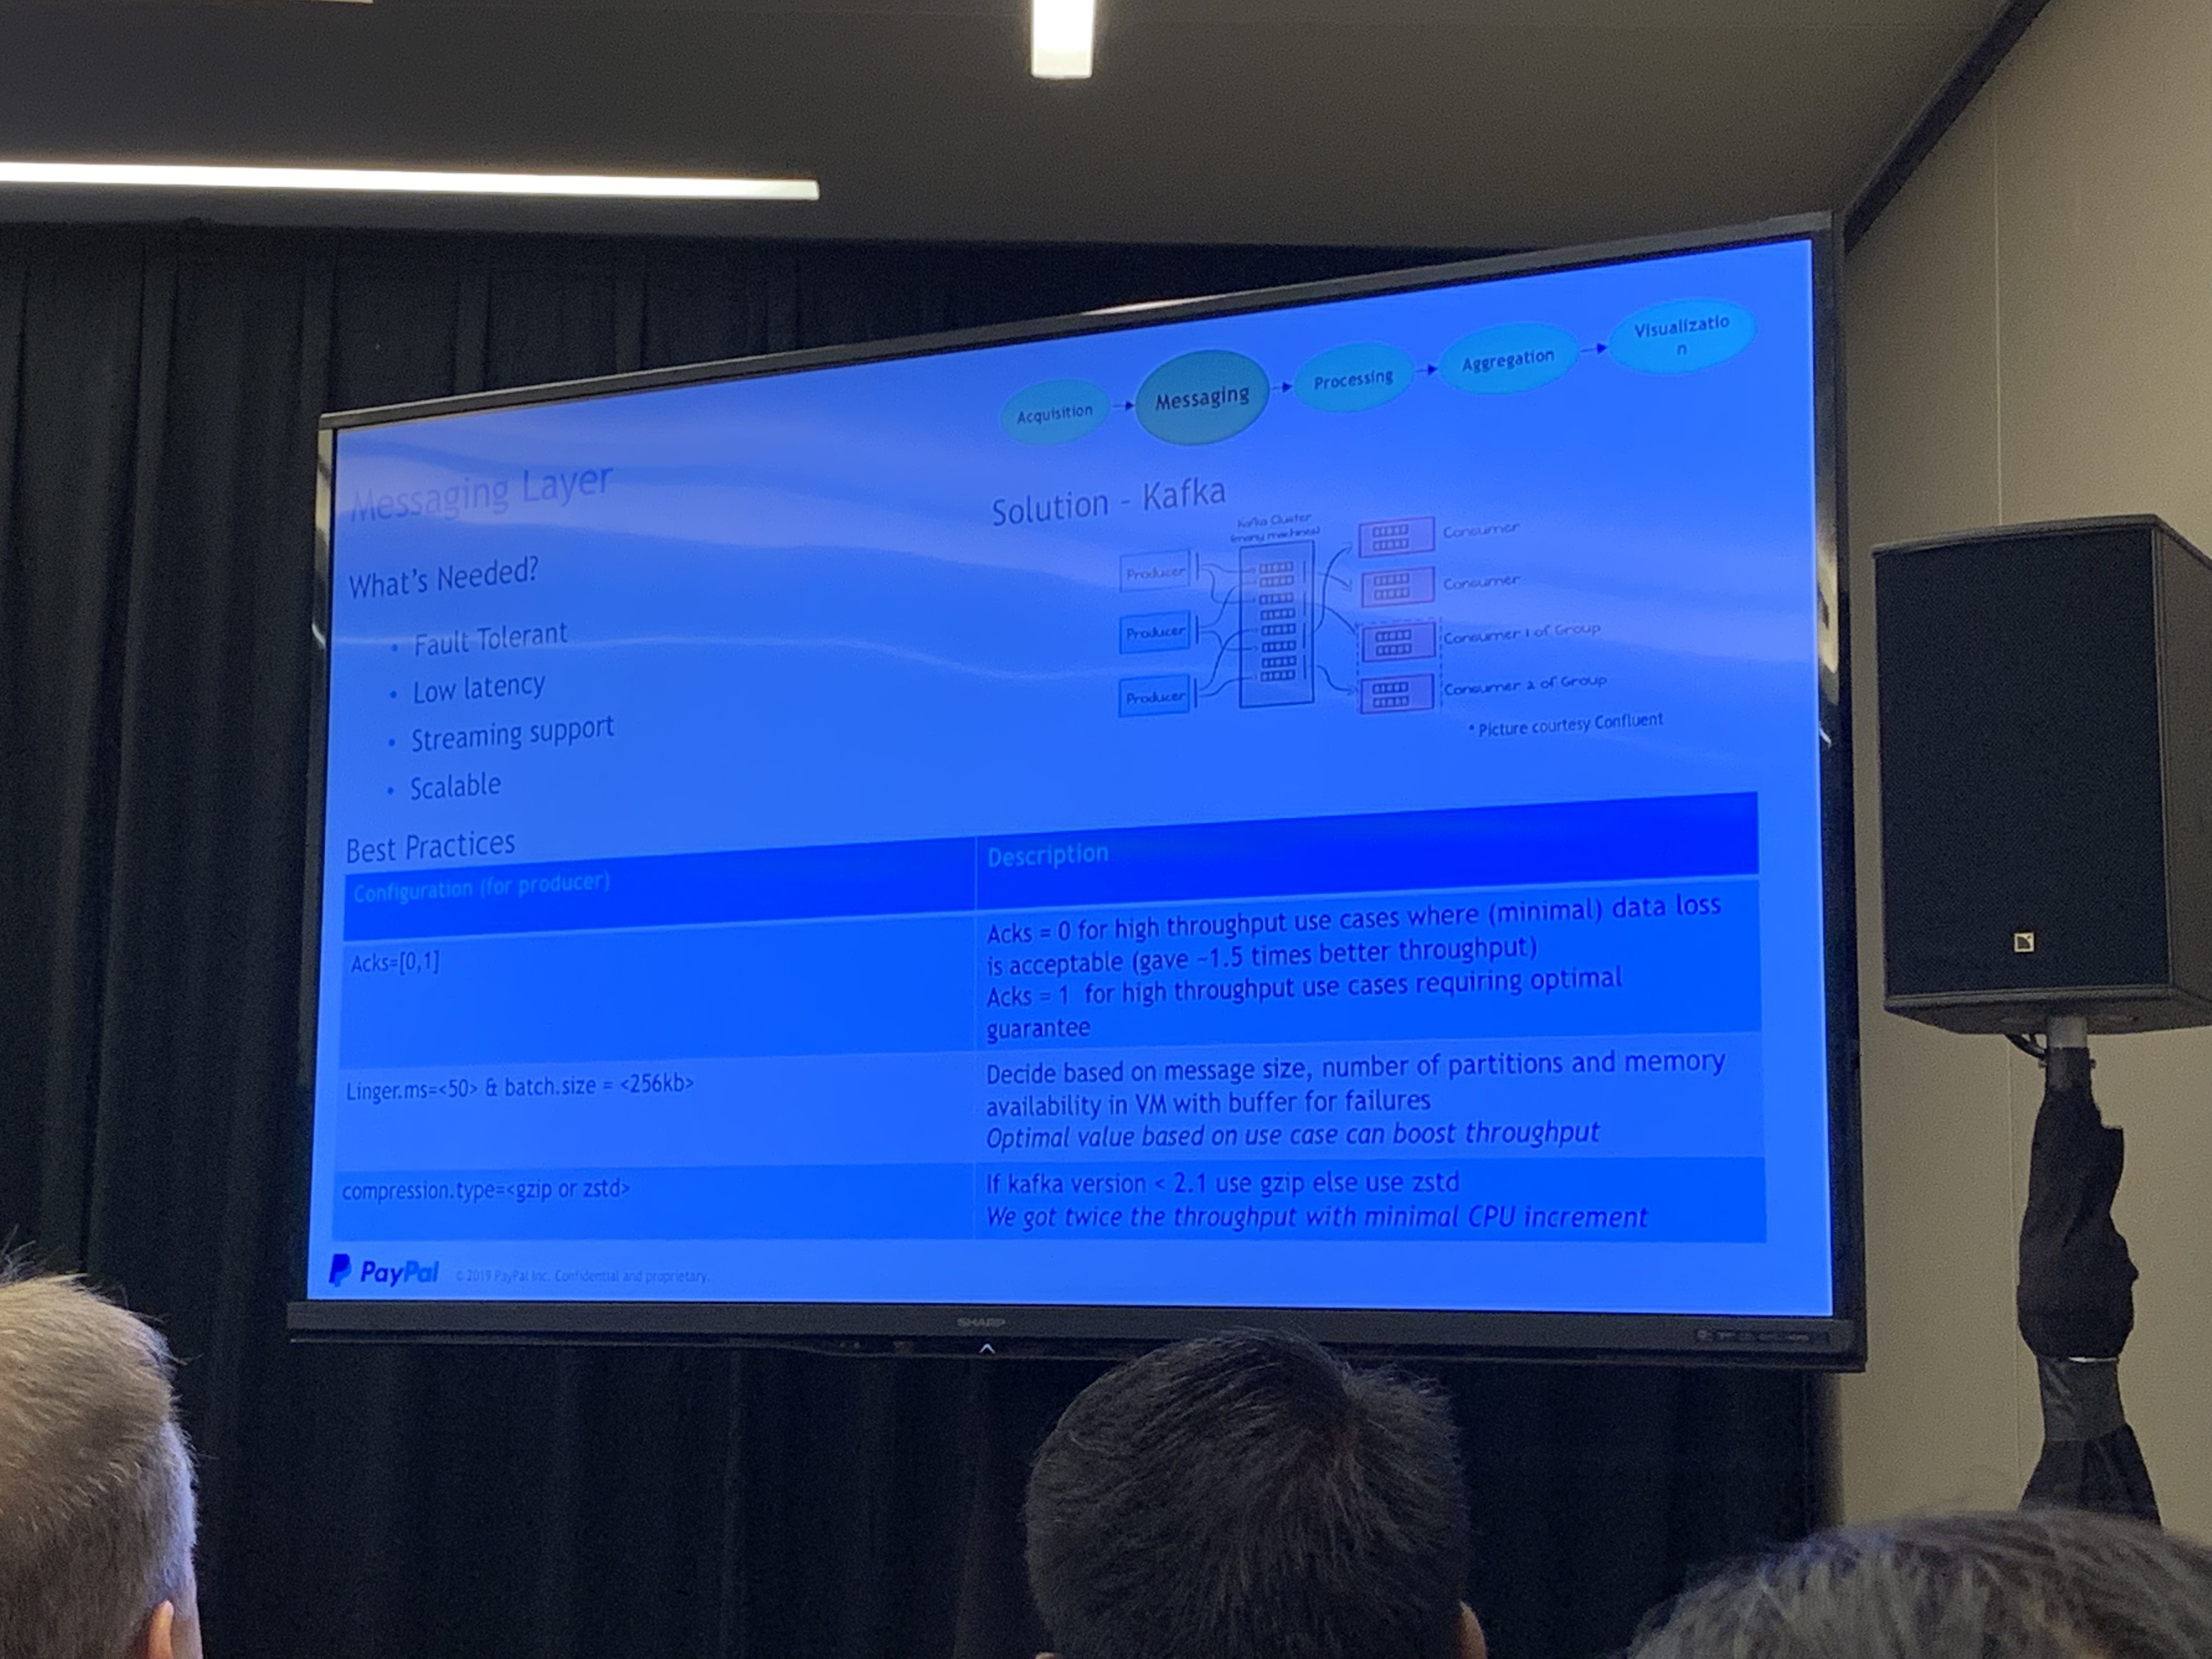 Acquisition
Messaging
Processing
Aggregation
Visualizatio
n
Messaging Layer
What's Needed?
• Fault Tolerant
• Low latency
• Streaming support
• Scalable
Solution - Kafka
Kafka Cluster
(many machines)
Producer
Producer
Producer
Consumer
Consumer
Consumer 1 of Group
Consumer 2 of Group
* Picture courtesy Confluent
Best Practices
Configuration (for producer)
Description
Acks=[0,1]
Acks = 0 for high throughput use cases where (minimal) data loss
is acceptable (gave ~1.5 times better throughput)
Acks = 1 for high throughput use cases requiring optimal
guarantee
Linger.ms=<50> & batch.size = <256kb>
Decide based on message size, number of partitions and memory
availability in VM with buffer for failures
Optimal value based on use case can boost throughput
compression.type=<gzip or zstd>
If kafka version < 2.1 use gzip else use zstd
We got twice the throughput with minimal CPU increment
PayPal
© 2019 PayPal Inc. Confidential and proprietary.
SHARP